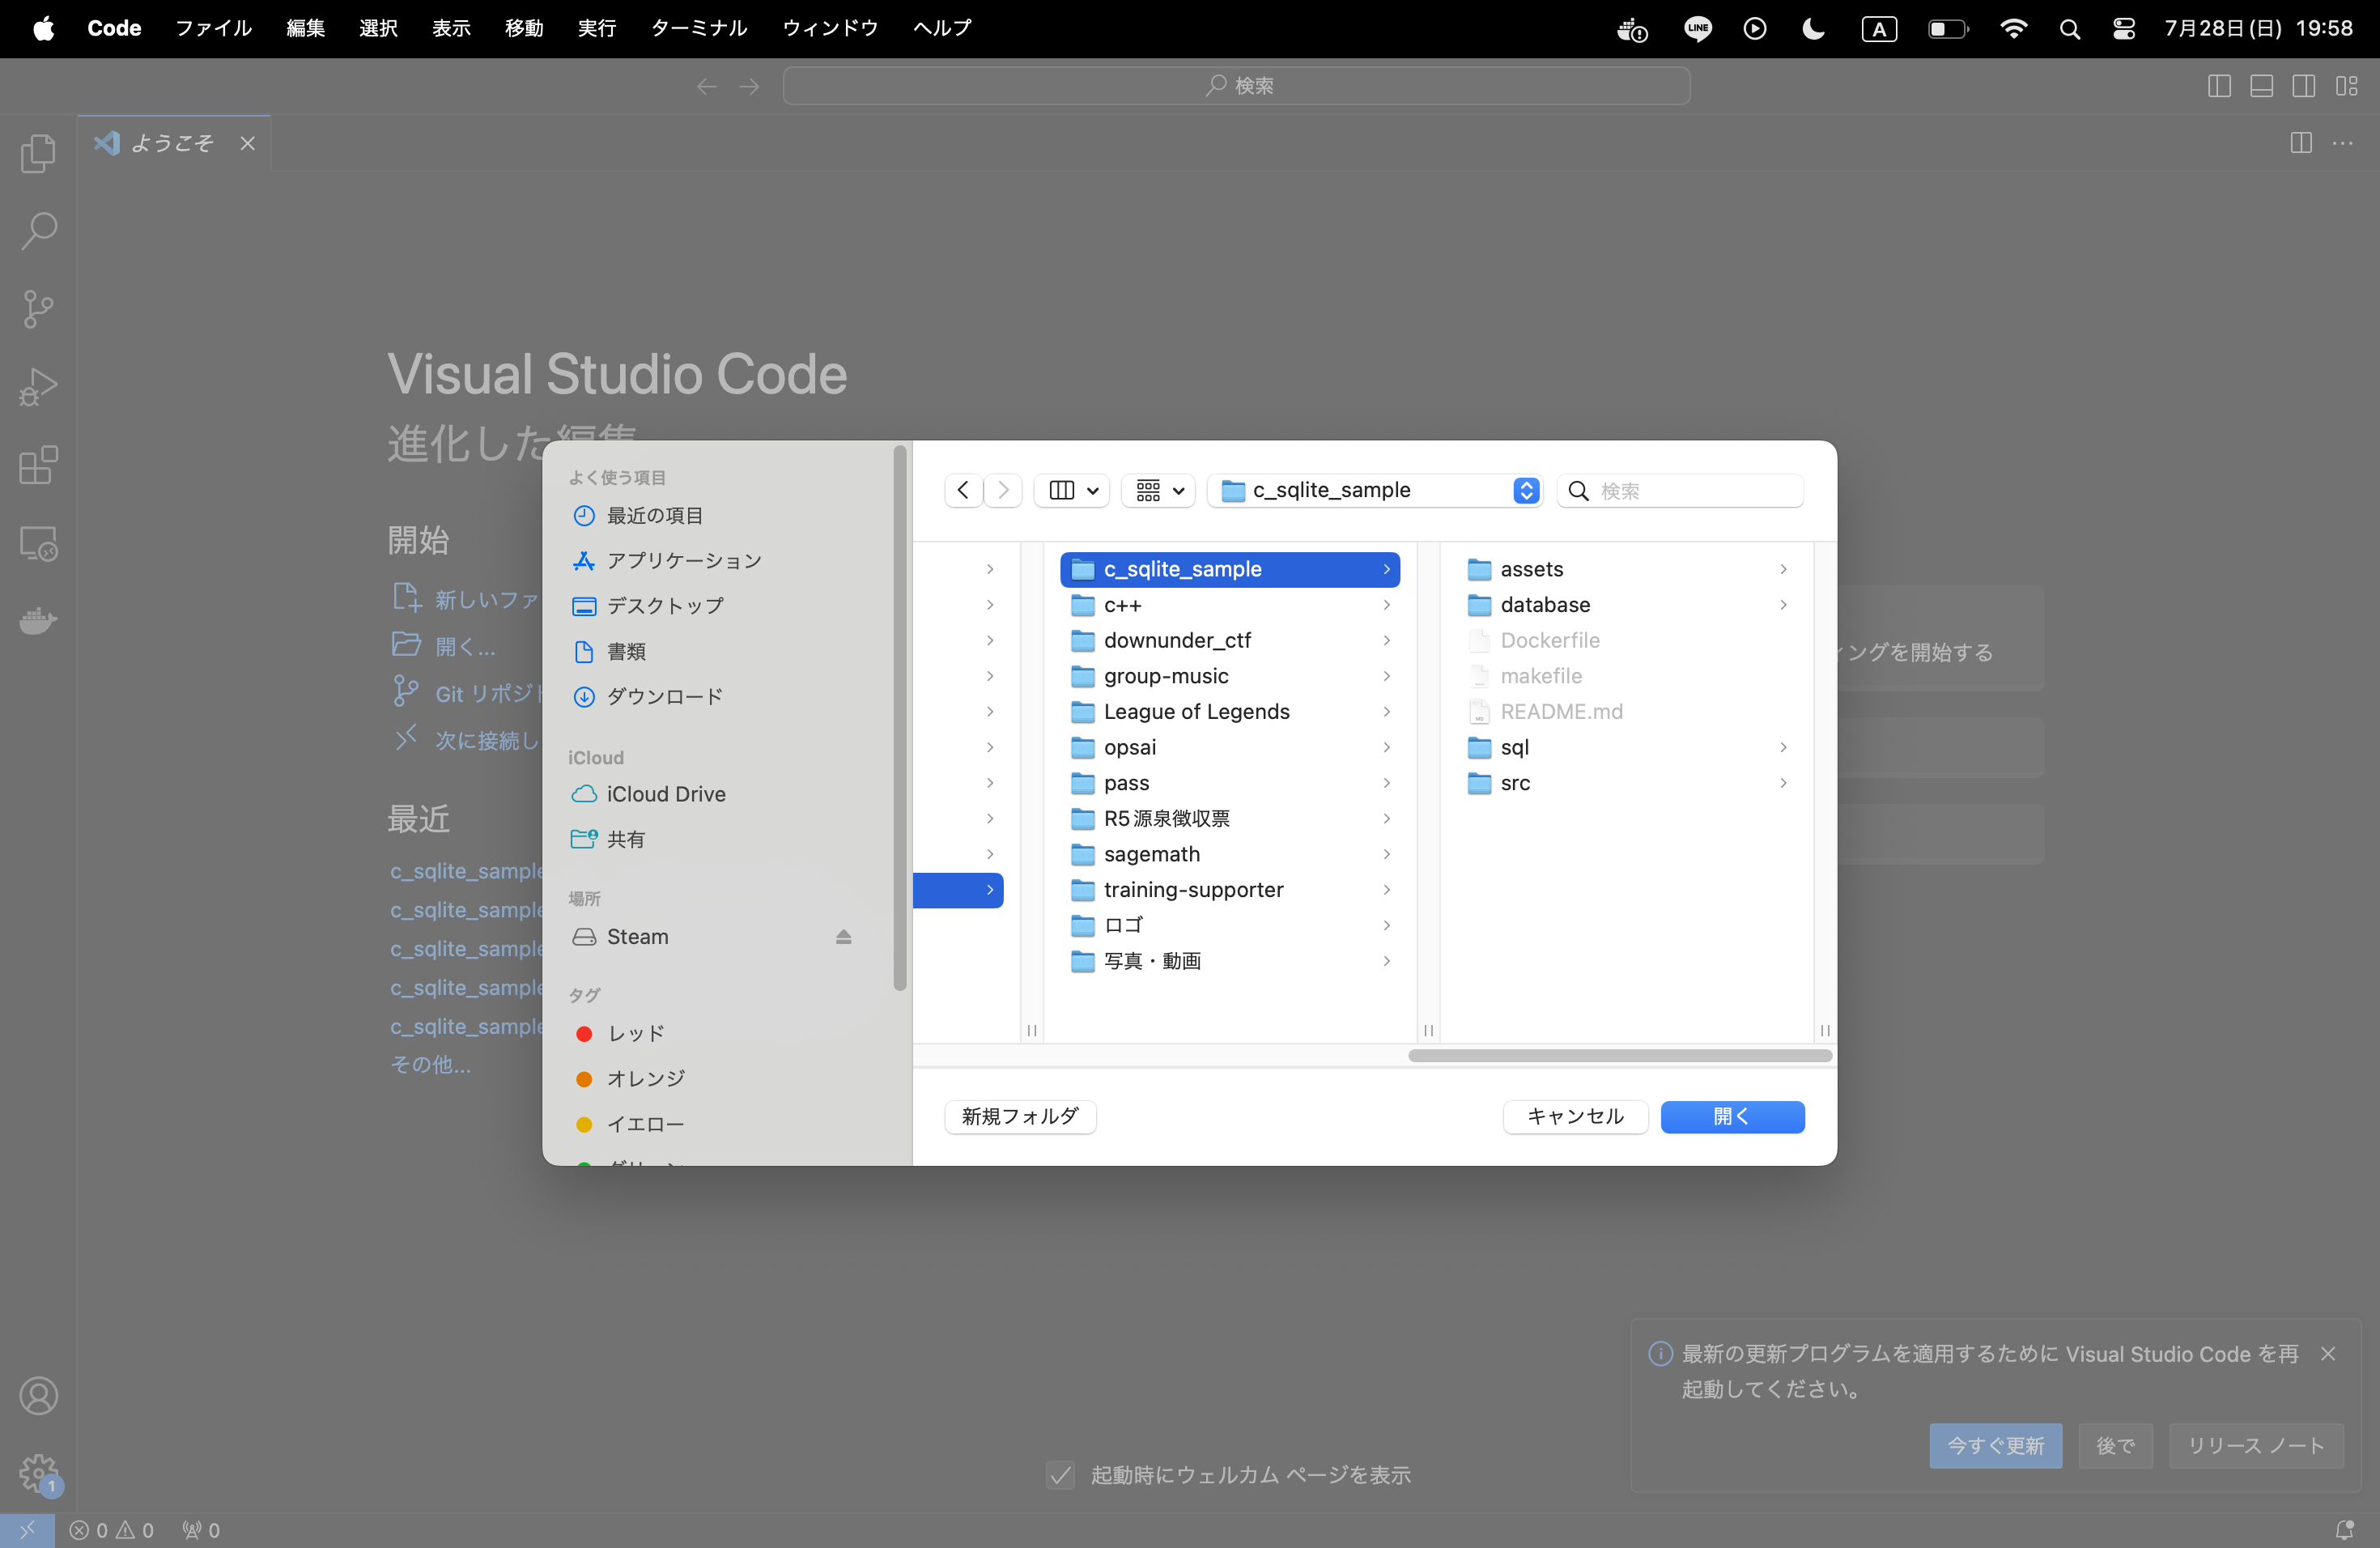 Code ファイル 編集 選択 表示 移動 実行 ターミナル ウィンドウ ヘルプ LINE A 7月28日(日) 19:58
検索
ようこそ
Visual Studio Code
進化した編集
開始
新しいファ
開く...
Git リポジト
次に接続し
最近
c_sqlite_sample
c_sqlite_sample
c_sqlite_sample
c_sqlite_sample
c_sqlite_sample
その他...
よく使う項目
最近の項目
アプリケーション
デスクトップ
書類
ダウンロード
iCloud
iCloud Drive
共有
場所
Steam
タグ
レッド
オレンジ
イエロー
グリーン
c_sqlite_sample
検索
c_sqlite_sample
c++
downunder_ctf
group-music
League of Legends
opsai
pass
R5源泉徴収票
sagemath
training-supporter
ロゴ
写真・動画
assets
database
Dockerfile
makefile
README.md
sql
src
新規フォルダ
キャンセル
開く
ィングを開始する
最新の更新プログラムを適用するために Visual Studio Code を再
起動してください。
今すぐ更新
後で
リリース ノート
起動時にウェルカム ページを表示
1
0 0 0